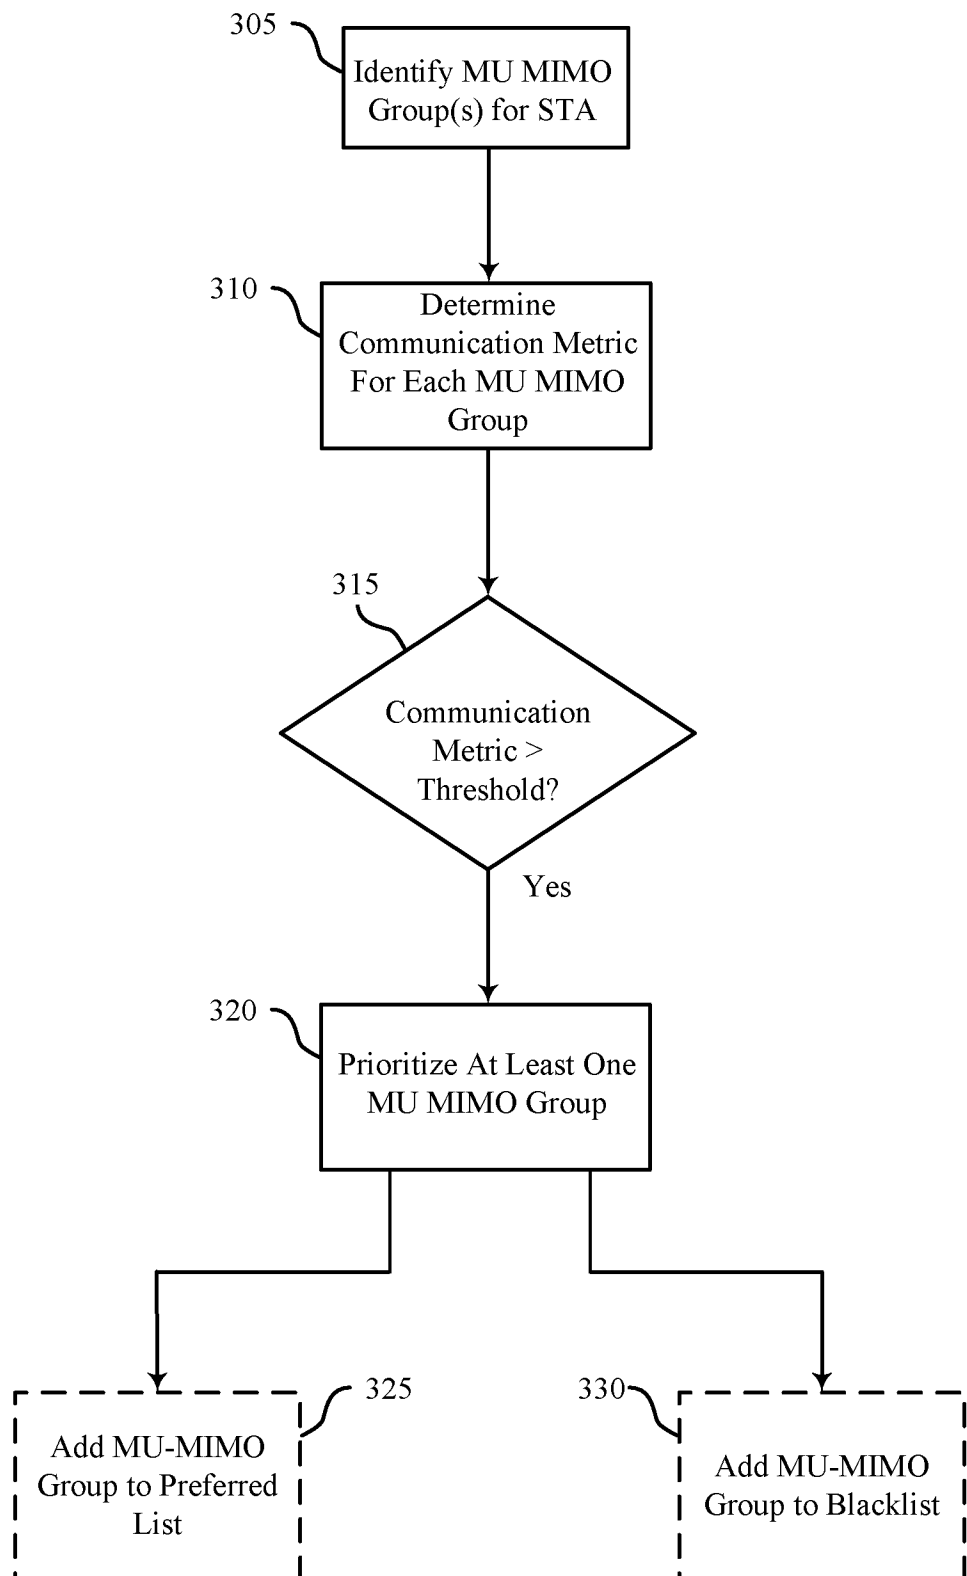 305
Identify MU MIMO
Group(s) for STA
310
Determine
Communication Metric
For Each MU MIMO
Group
315
Communication
Metric >
Threshold?
Yes
320
Prioritize At Least One
MU MIMO Group
325
Add MU-MIMO
Group to Preferred
List
330
Add MU-MIMO
Group to Blacklist